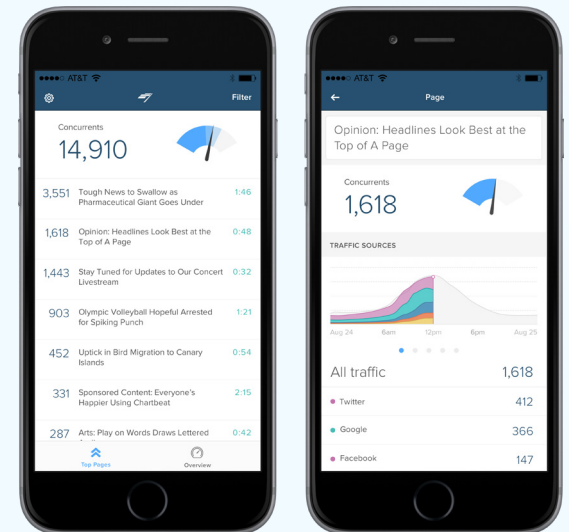 AT&T
Filter
Concurrents
14,910
3,551 Tough News to Swallow as 1:46
Pharmaceutical Giant Goes Under
1,618 Opinion: Headlines Look Best at the 0:48
Top of A Page
1,443 Stay Tuned for Updates to Our Concert 0:32
Livestream
903 Olympic Volleyball Hopeful Arrested 1:21
for Spiking Punch
452 Uptick in Bird Migration to Canary 0:54
Islands
331 Sponsored Content: Everyone's 2:15
Happier Using Chartbeat
287 Arts: Play on Words Draws Lettered 0:42
Top Pages
Overview
AT&T
Page
Opinion: Headlines Look Best at the
Top of A Page
Concurrents
1,618
TRAFFIC SOURCES
Aug 24 6am 12pm 6pm Aug 25
All traffic 1,618
Twitter 412
Google 366
Facebook 147